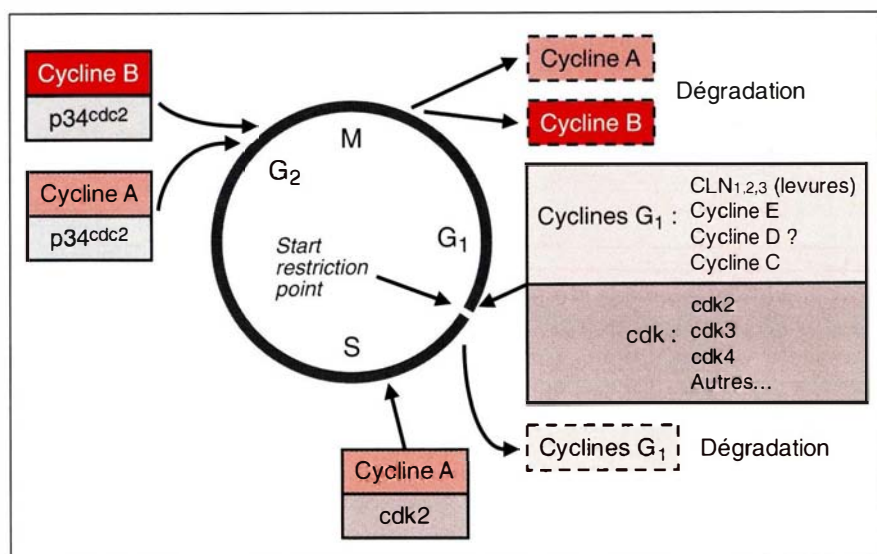 Cycline B
p34cdc2
Cycline A
p34cdc2
Cycline A
Cycline B
Dégradation
M
G2
G1
S
Start
restriction
point
Cyclines G1 :
CLN1,2,3 (levures)
Cycline E
Cycline D ?
Cycline C
cdk :
cdk2
cdk3
cdk4
Autres...
Cyclines G1
Dégradation
Cycline A
cdk2